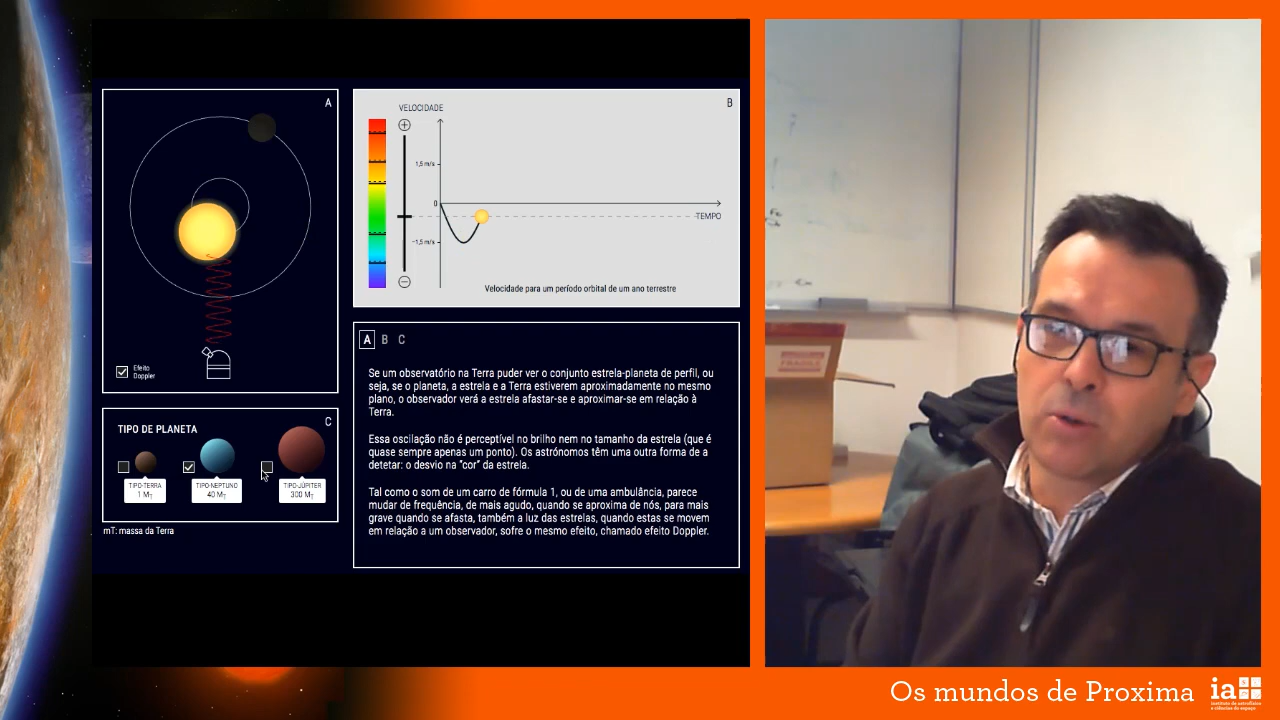 A
Efeito
Doppler
B
VELOCIDADE
1,5 m/s
0
TEMPO
−1,5 m/s
Velocidade para um período orbital de um ano terrestre
C
TIPO DE PLANETA
TIPO-TERRA
1 MT
TIPO-NEPTUNO
40 MT
TIPO-JÚPITER
300 MT
mT: massa da Terra
A B C
Se um observatório na Terra puder ver o conjunto estrela-planeta de perfil, ou
seja, se o planeta, a estrela e a Terra estiverem aproximadamente no mesmo
plano, o observador verá a estrela afastar-se e aproximar-se em relação à
Terra.
Essa oscilação não é perceptível no brilho nem no tamanho da estrela (que é
quase sempre apenas um ponto). Os astrónomos têm uma outra forma de a
detetar: o desvio na "cor" da estrela.
Tal como o som de um carro de fórmula 1, ou de uma ambulância, parece
mudar de frequência, de mais agudo, quando se aproxima de nós, para mais
grave quando se afasta, também a luz das estrelas, quando estas se movem
em relação a um observador, sofre o mesmo efeito, chamado efeito Doppler.
FRAGILE
Os mundos de Proxima
ia
instituto de astrofísica
e ciências do espaço